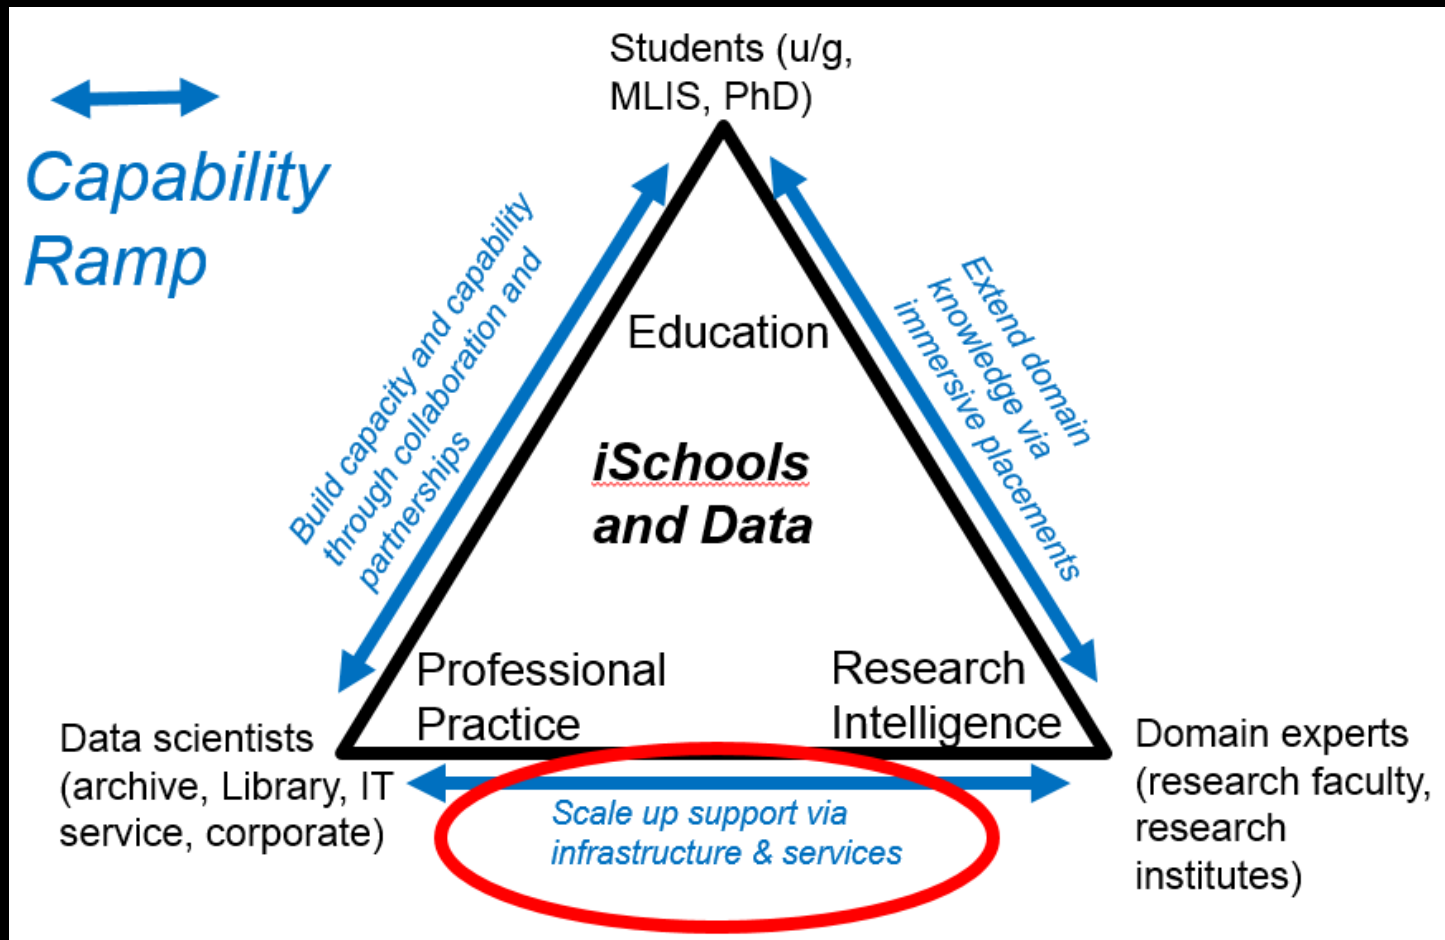 Students (u/g,
MLIS, PhD)
Capability
Ramp
Build capacity and capability
through collaboration and
partnerships
Extend domain
knowledge via
immersive placements
Education
iSchools
and Data
Professional
Practice
Research
Intelligence
Data scientists
(archive, Library, IT
service, corporate)
Scale up support via
infrastructure & services
Domain experts
(research faculty,
research
institutes)